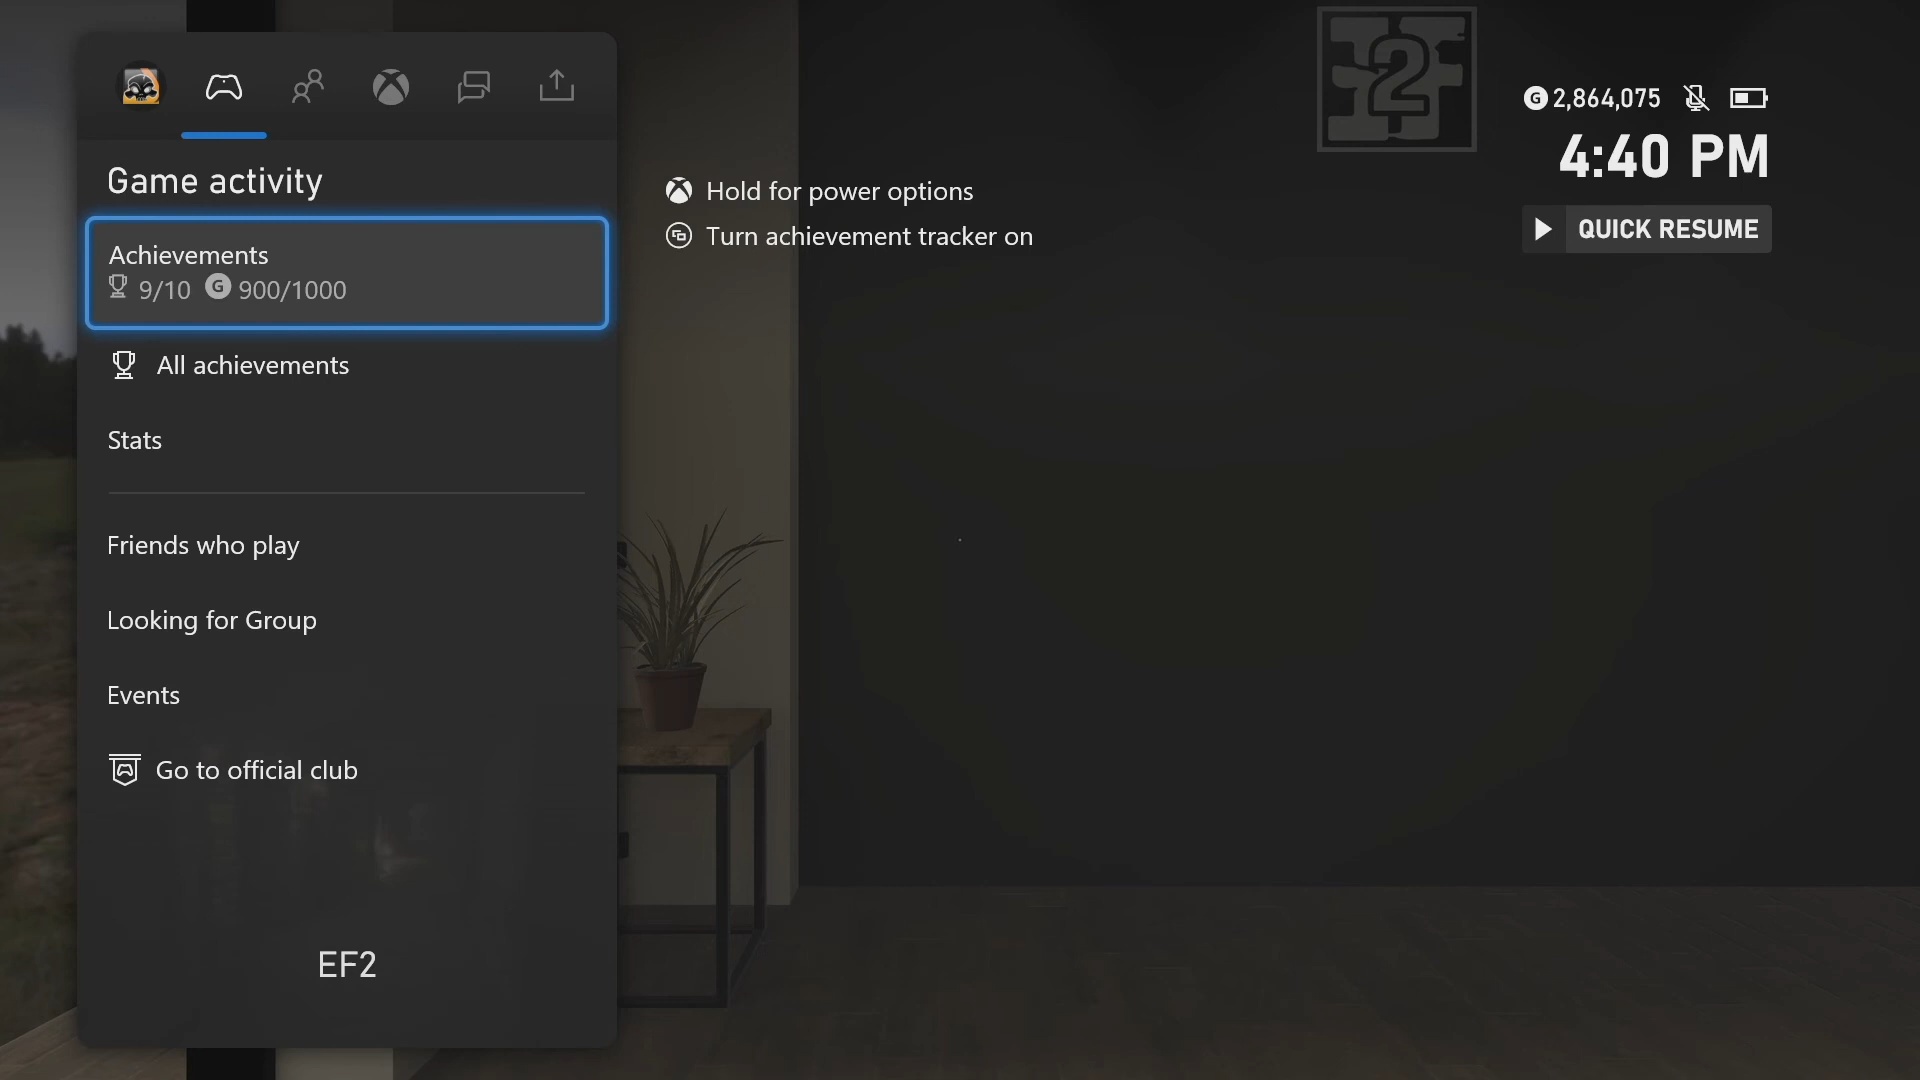 2
G 2,864,075
4:40 PM
QUICK RESUME
Game activity
Hold for power options
Turn achievement tracker on
Achievements
9/10 G 900/1000
All achievements
Stats
Friends who play
Looking for Group
Events
Go to official club
EF2